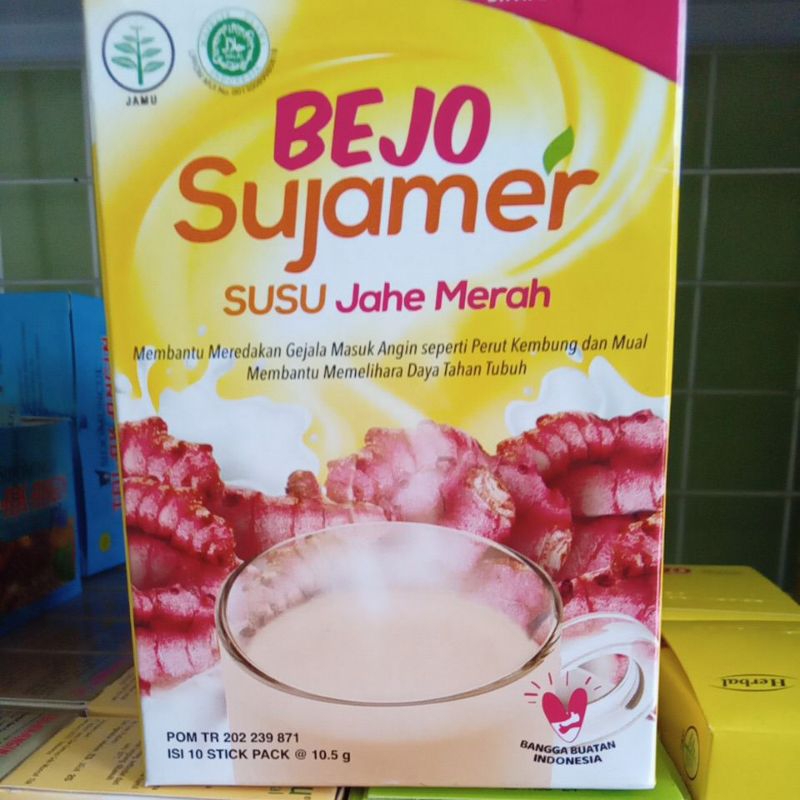 JAMU
BEJO
Sujamer
SUSU Jahe Merah
Membantu Meredakan Gejala Masuk Angin seperti Perut Kembung dan Mual
Membantu Memelihara Daya Tahan Tubuh
POM TR 202 239 871
ISI 10 STICK PACK @ 10.5 g
BANGGA BUATAN
INDONESIA
Herbal